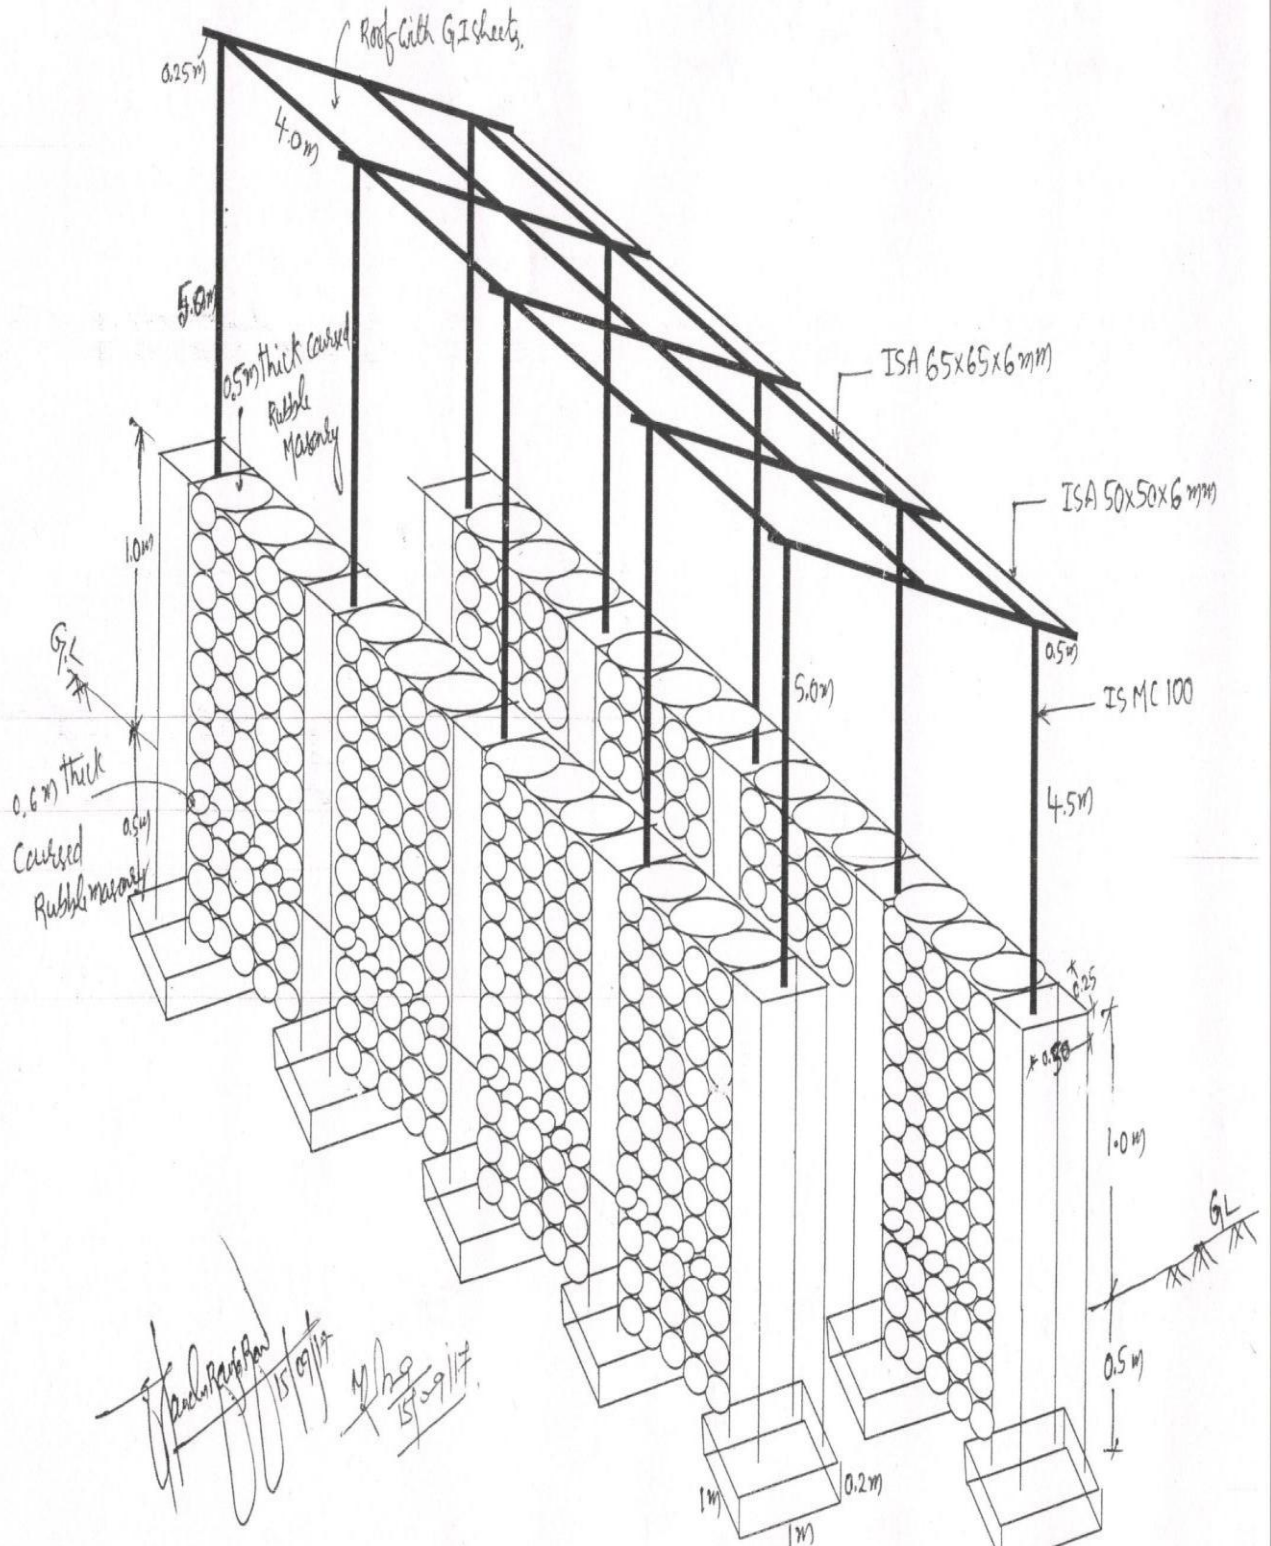 Roof with G I sheets.
0.25m
4.0m
5.0m
0.5m thick coursed
Rubble
Masonry
ISA 65x65x6mm
ISA 50x50x6mm
1.0m
G.L
0.5m
5.0m
ISMC 100
4.5m
0.6m thick
Coursed
Rubble masonry
0.5m
0.25
1.0m
GL
0.5m
15/09/17
15/09/17.
1m
0.2m
1m